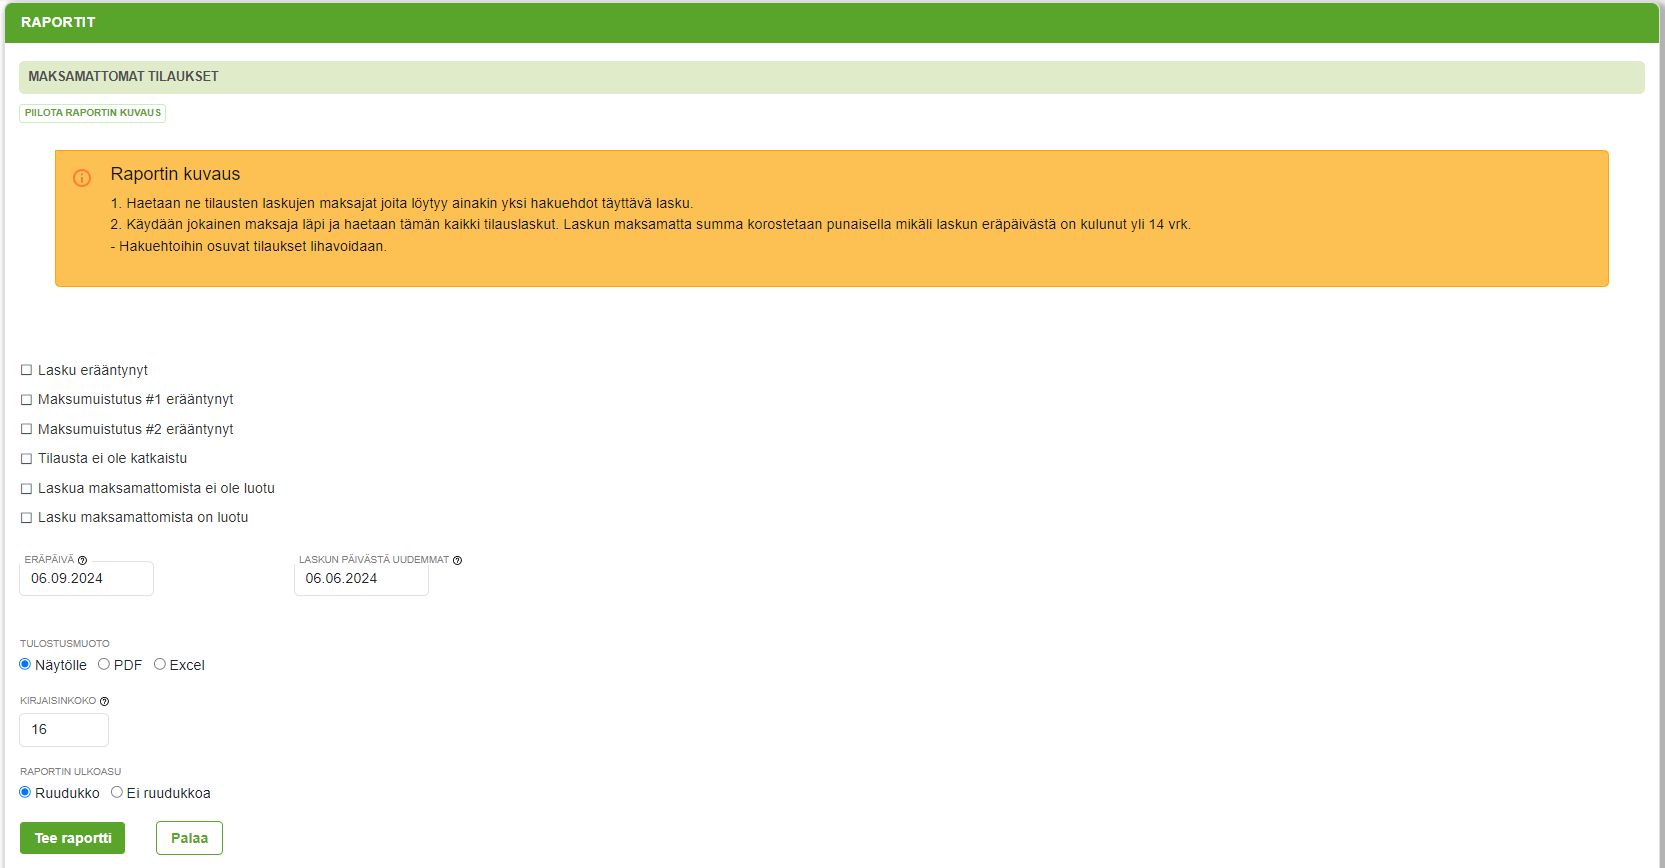 RAPORTIT
MAKSAMATTOMAT TILAUKSET
PIILOTA RAPORTIN KUVAUS
Raportin kuvaus
1. Haetaan ne tilausten laskujen maksajat joita löytyy ainakin yksi hakuehdot täyttävä lasku.
2. Käydään jokainen maksaja läpi ja haetaan tämän kaikki tilauslaskut. Laskun maksamatta summa korostetaan punaisella mikäli laskun eräpäivästä on kulunut yli 14 vrk.
- Hakuehtoihin osuvat tilaukset lihavoidaan.
Lasku erääntynyt
Maksumuistutus #1 erääntynyt
Maksumuistutus #2 erääntynyt
Tilausta ei ole katkaistu
Laskua maksamattomista ei ole luotu
Lasku maksamattomista on luotu
ERÄPÄIVÄ LASKUN PÄIVÄSTÄ UUDEMMAT
06.09.2024 06.06.2024
TULOSTUSMUOTO
Näytölle PDF Excel
KIRJAISINKOKO
16
RAPORTIN ULKOASU
Ruudukko Ei ruudukkoa
Tee raportti Palaa